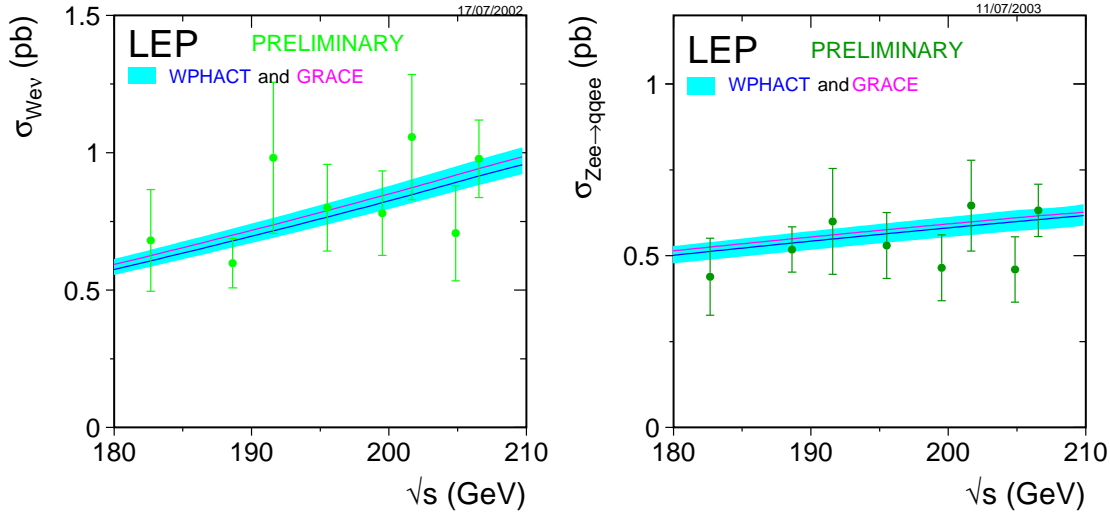 17/07/2002
LEP PRELIMINARY
WPHACT and GRACE
σWeν (pb)
1.5
1
0.5
0
180 190 200 210
√s (GeV)
11/07/2003
LEP PRELIMINARY
WPHACT and GRACE
σZee→qqee (pb)
1
0.5
0
180 190 200 210
√s (GeV)